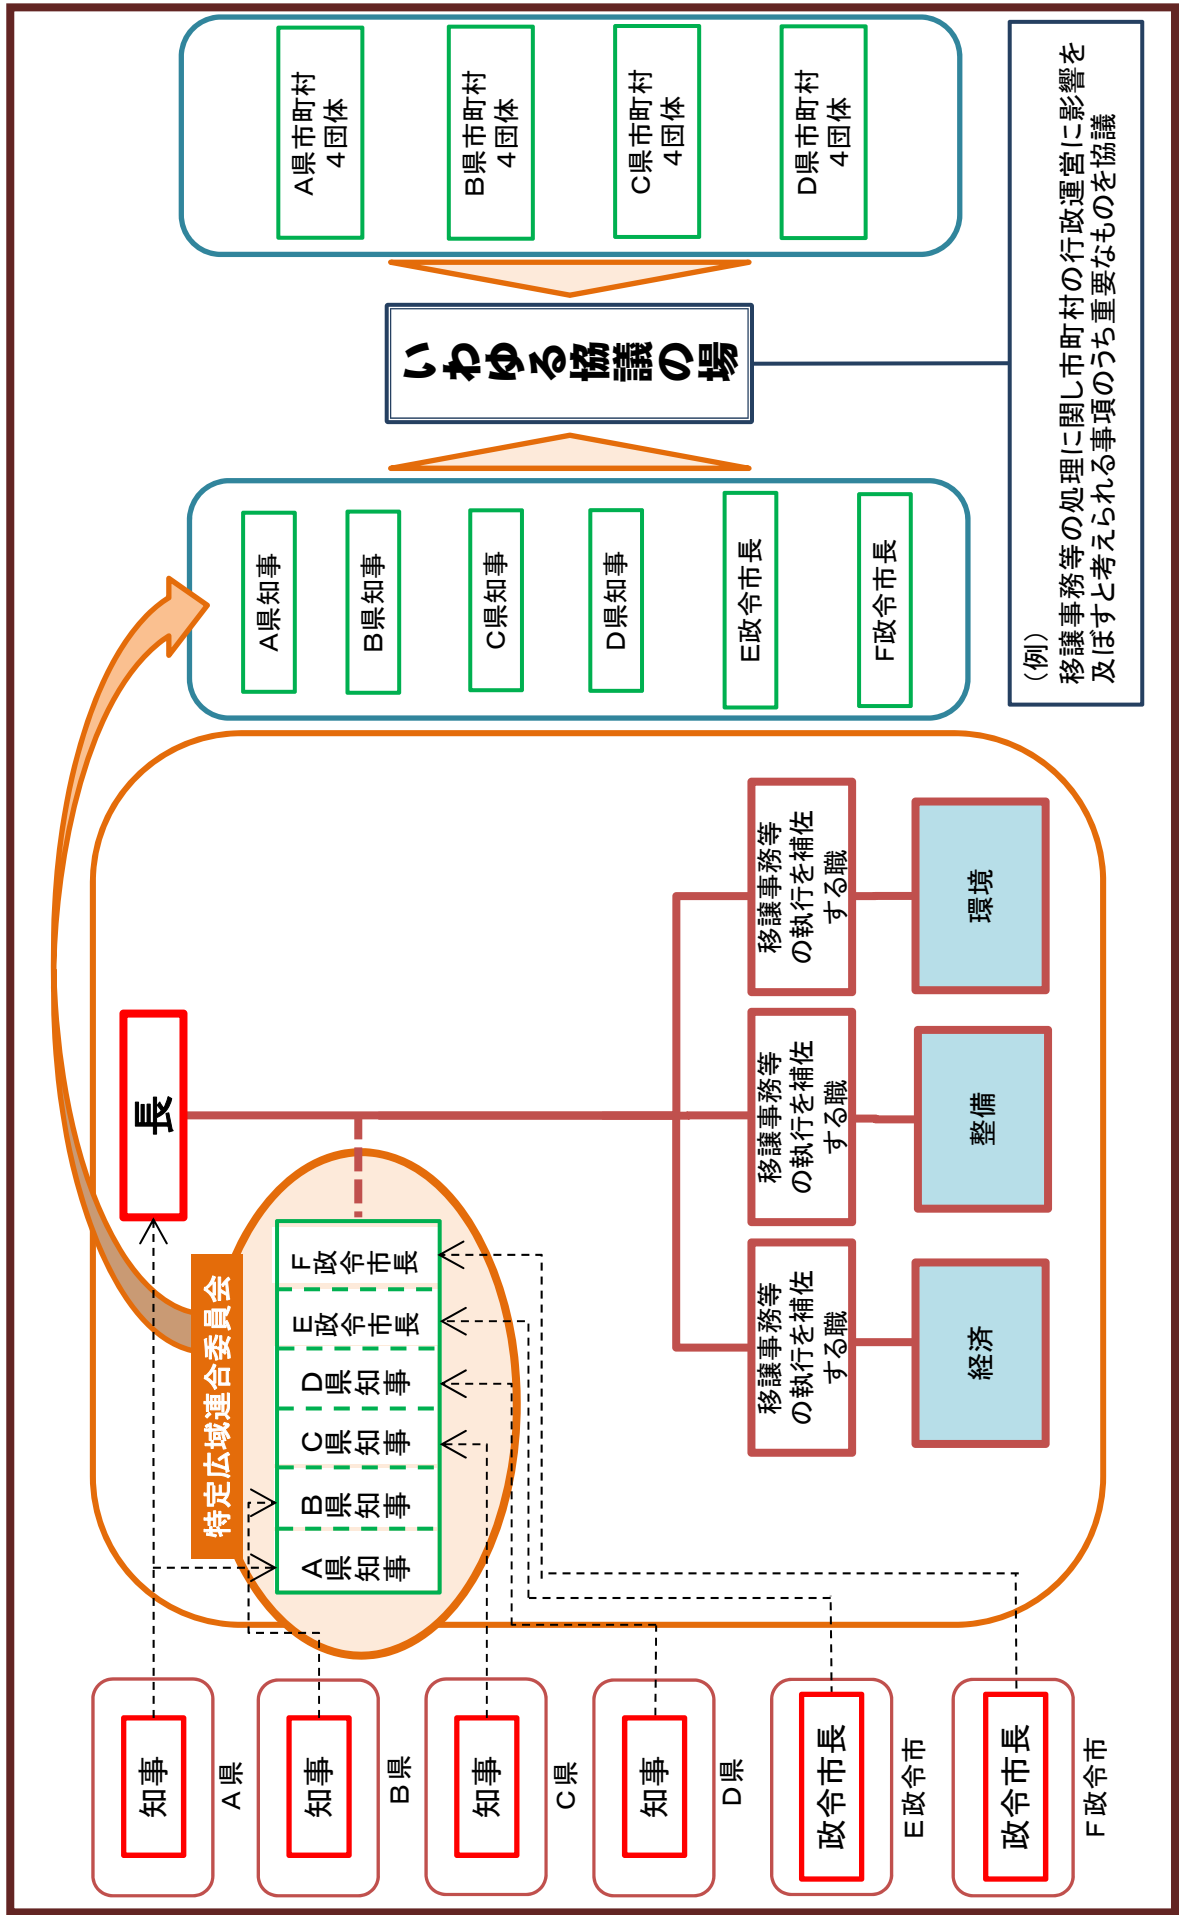 知事
A県
知事
B県
知事
C県
知事
D県
政令市長
E政令市
政令市長
F政令市
長
特定広域連合委員会
A県知事
B県知事
C県知事
D県知事
E政令市長
F政令市長
移譲事務等
の執行を補佐
する職
経済
移譲事務等
の執行を補佐
する職
整備
移譲事務等
の執行を補佐
する職
環境
A県知事
B県知事
C県知事
D県知事
E政令市長
F政令市長
いわゆる協議の場
A県市町村
4団体
B県市町村
4団体
C県市町村
4団体
D県市町村
4団体
(例)
移譲事務等の処理に関し市町村の行政運営に影響を
及ぼすと考えられる事項のうち重要なものを協議